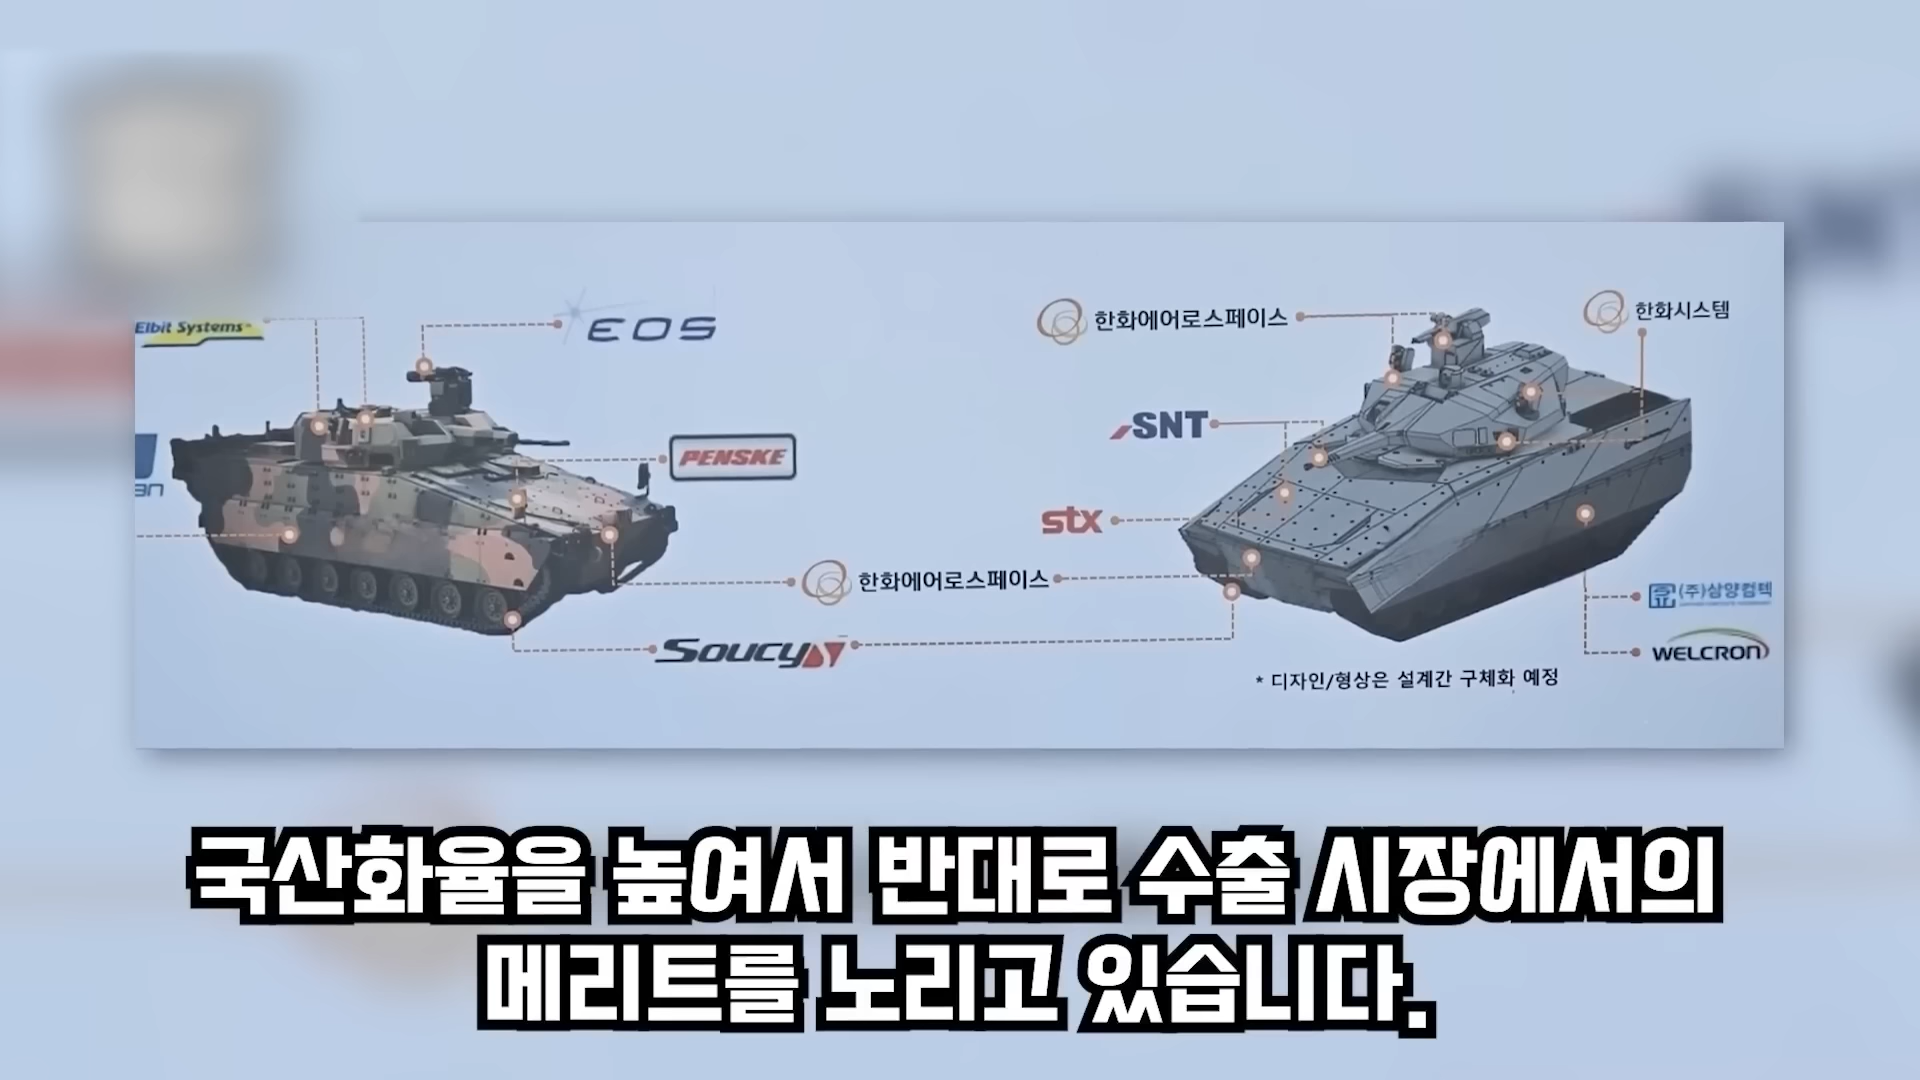 Elbit Systems
EOS
PENSKE
한화에어로스페이스
SOUCY
한화에어로스페이스
한화시스템
SNT
STX
(주)삼양컴텍
WELCRON
* 디자인/형상은 설계간 구체화 예정
국산화율을 높여서 반대로 수출 시장에서의
메리트를 노리고 있습니다.